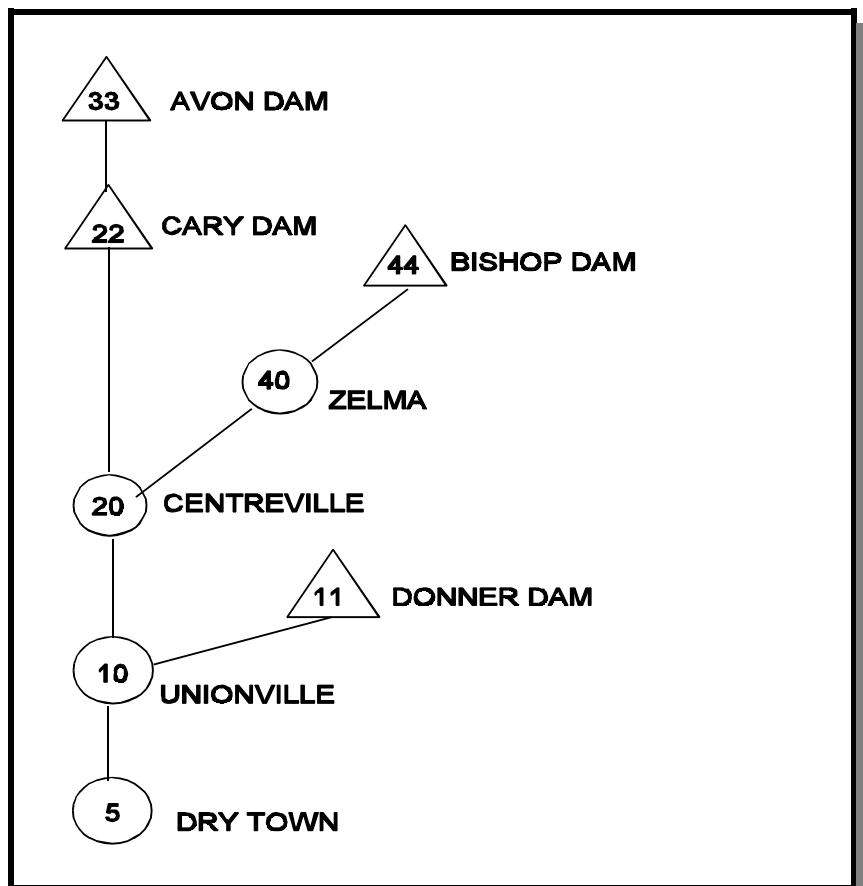 33 AVON DAM
22 CARY DAM
44 BISHOP DAM
40 ZELMA
20 CENTREVILLE
11 DONNER DAM
10 UNIONVILLE
5 DRY TOWN